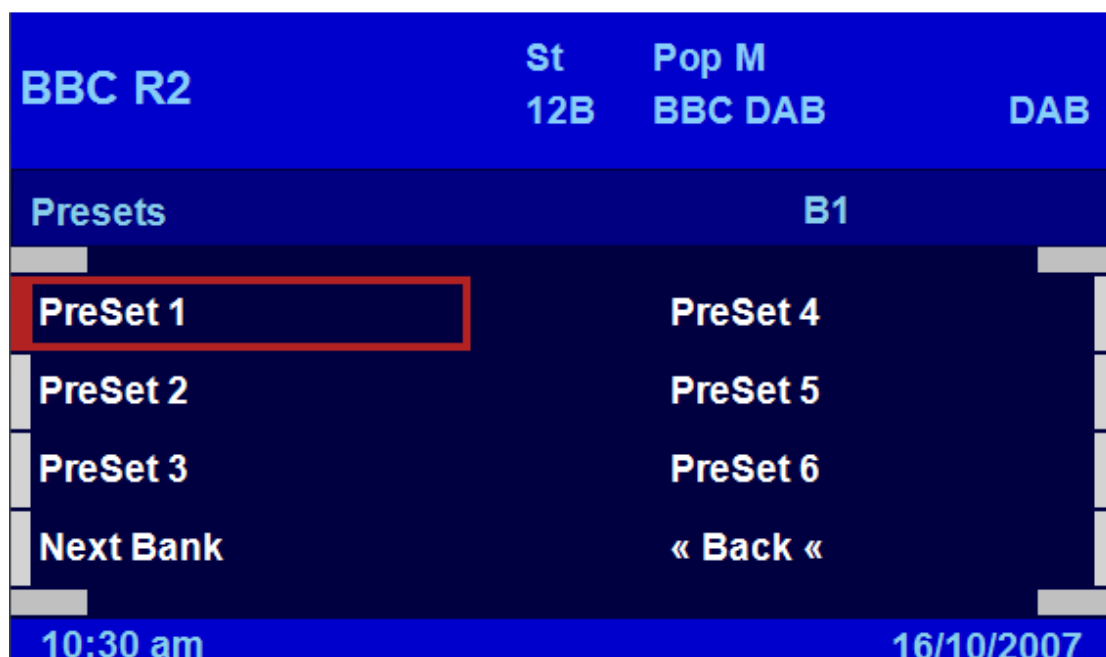 BBC R2 St Pop M
12B BBC DAB DAB
Presets B1
PreSet 1 PreSet 4
PreSet 2 PreSet 5
PreSet 3 PreSet 6
Next Bank « Back «
10:30 am 16/10/2007